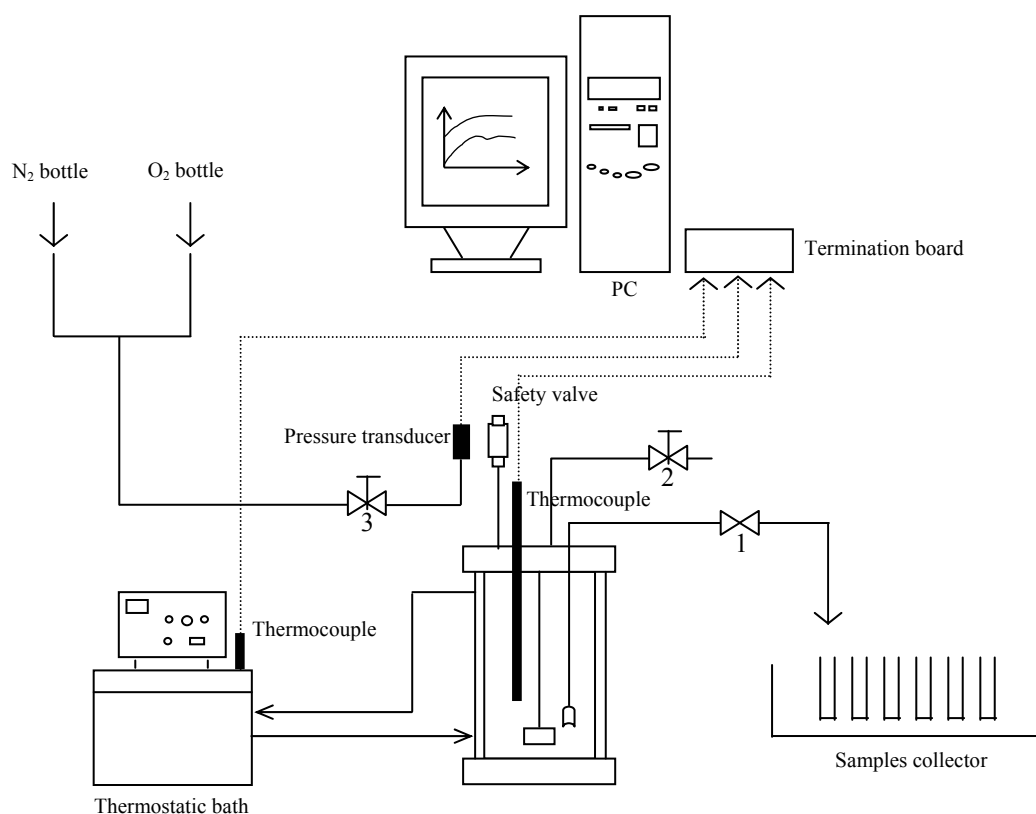 N₂ bottle
O₂ bottle
PC
Termination board
Safety valve
Pressure transducer
2
Thermocouple
3
1
Thermocouple
Samples collector
Thermostatic bath